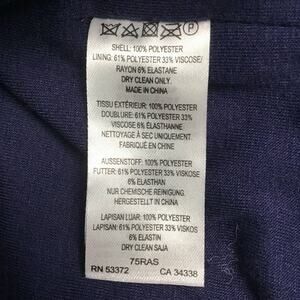 SHELL: 100% POLYESTER
LINING: 61% POLYESTER 33% VISCOSE/
RAYON 6% ELASTANE
DRY CLEAN ONLY.
MADE IN CHINA
TISSU EXTÉRIEUR: 100% POLYESTER
DOUBLURE: 61% POLYESTER 33%
VISCOSE 6% ÉLASTHANNE
NETTOYAGE À SEC UNIQUEMENT.
FABRIQUÉ EN CHINE
AUSSENSTOFF: 100% POLYESTER
FUTTER: 61% POLYESTER 33% VISKOSE
6% ELASTHAN
NUR CHEMISCHE REINIGUNG.
HERGESTELLT IN CHINA
LAPISAN LUAR: 100% POLYESTER
LAPISAN: 61% POLYESTER 33% VISKOS
6% ELASTIN
DRY CLEAN SAJA
75RAS
RN 53372 CA 34338